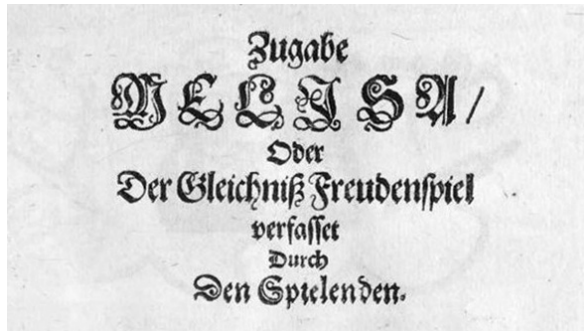 Zugabe
MELISA/
Oder
Der Gleichniß Freudenspiel
verfasset
Durch
Den Spielenden.